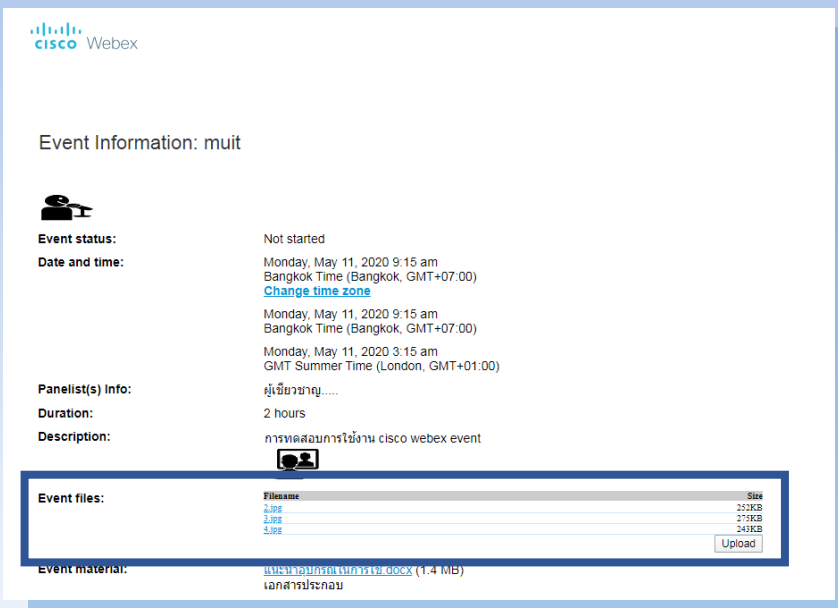 CISCO Webex
Event Information: muit
Event status: Not started
Date and time: Monday, May 11, 2020 9:15 am
Bangkok Time (Bangkok, GMT+07:00)
Change time zone
Monday, May 11, 2020 9:15 am
Bangkok Time (Bangkok, GMT+07:00)
Monday, May 11, 2020 3:15 am
GMT Summer Time (London, GMT+01:00)
Panelist(s) Info: ผู้เชียวชาญ.....
Duration: 2 hours
Description: การทดสอบการใช้งาน cisco webex event
Event files: Filename Size
2.jpg 252KB
3.jpg 275KB
4.jpg 243KB
Upload
Event material: แนะนำอุปกรณ์ในการใช้.docx (1.4 MB)
เอกสารประกอบ